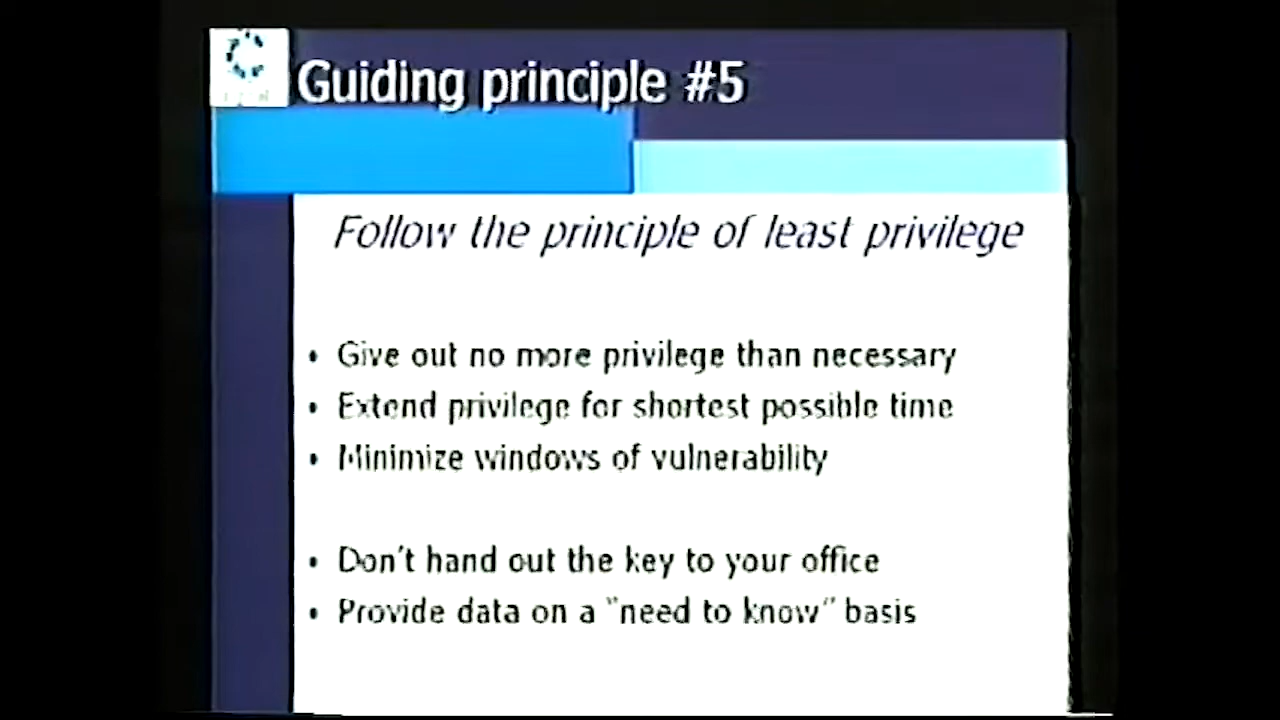 Guiding principle #5
Follow the principle of least privilege
• Give out no more privilege than necessary
• Extend privilege for shortest possible time
• Minimize windows of vulnerability
• Don't hand out the key to your office
• Provide data on a "need to know" basis